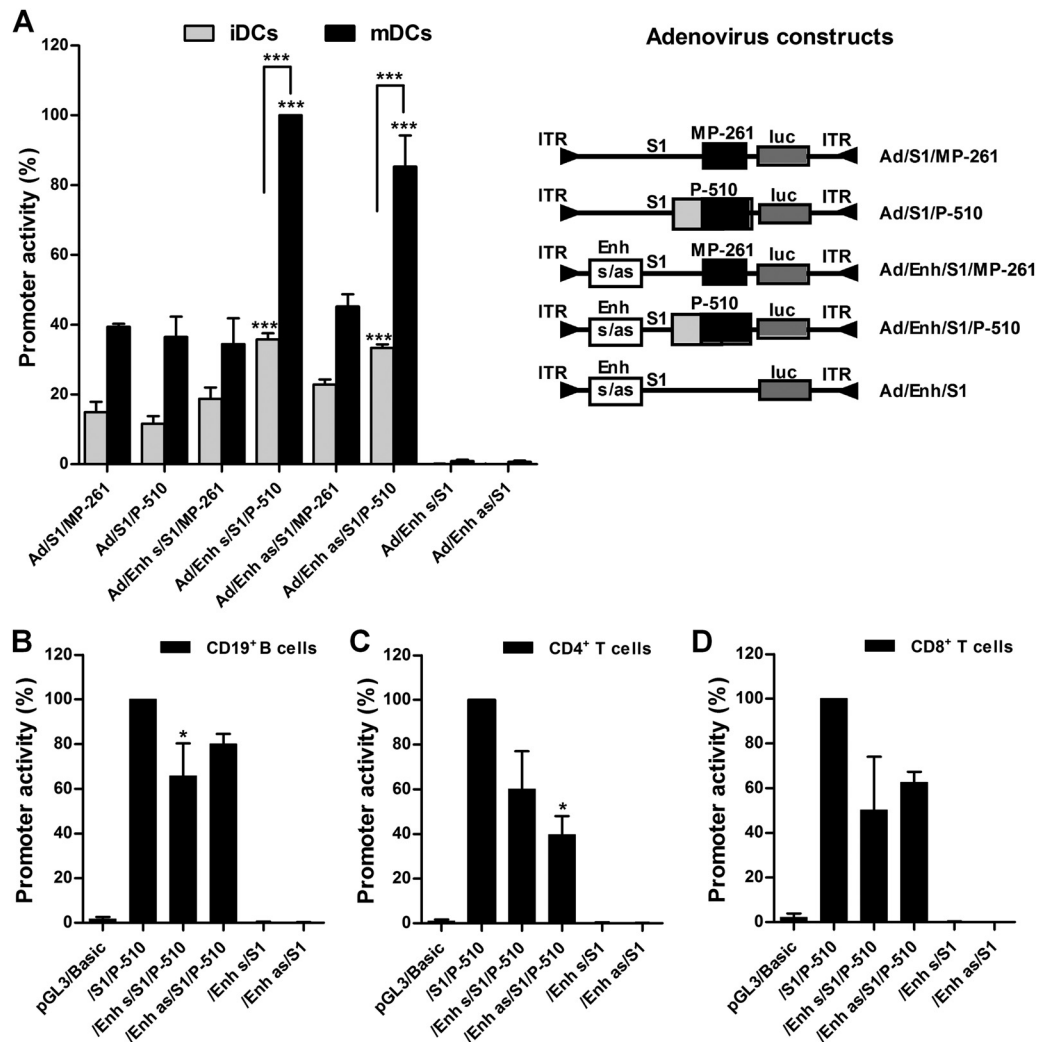 A
iDCs
mDCs
Promoter activity (%)
120
100
80
60
40
20
0
***
***
***
***
***
***
Ad/S1/MP-261
Ad/S1/P-510
Ad/Enh s/S1/MP-261
Ad/Enh s/S1/P-510
Ad/Enh as/S1/MP-261
Ad/Enh as/S1/P-510
Ad/Enh s/S1
Ad/Enh as/S1
Adenovirus constructs
ITR S1 MP-261 luc ITR Ad/S1/MP-261
ITR S1 P-510 luc ITR Ad/S1/P-510
ITR Enh s/as S1 MP-261 luc ITR Ad/Enh/S1/MP-261
ITR Enh s/as S1 P-510 luc ITR Ad/Enh/S1/P-510
ITR Enh s/as S1 luc ITR Ad/Enh/S1
B
CD19+ B cells
Promoter activity (%)
120
100
80
60
40
20
0
*
pGL3/Basic
/S1/P-510
/Enh s/S1/P-510
/Enh as/S1/P-510
/Enh s/S1
/Enh as/S1
C
CD4+ T cells
Promoter activity (%)
120
100
80
60
40
20
0
*
pGL3/Basic
/S1/P-510
/Enh s/S1/P-510
/Enh as/S1/P-510
/Enh s/S1
/Enh as/S1
D
CD8+ T cells
Promoter activity (%)
120
100
80
60
40
20
0
pGL3/Basic
/S1/P-510
/Enh s/S1/P-510
/Enh as/S1/P-510
/Enh s/S1
/Enh as/S1